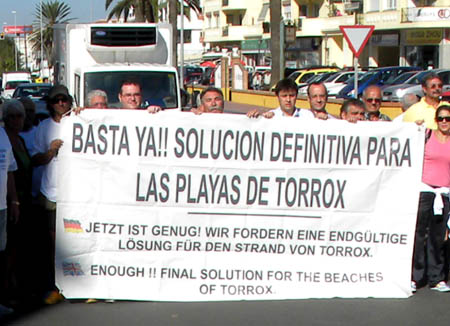 BASTA YA!! SOLUCION DEFINITIVA PARA
LAS PLAYAS DE TORROX
JETZT IST GENUG! WIR FORDERN EINE ENDGÜLTIGE
LÖSUNG FÜR DEN STRAND VON TORROX.
ENOUGH !! FINAL SOLUTION FOR THE BEACHES
OF TORROX.